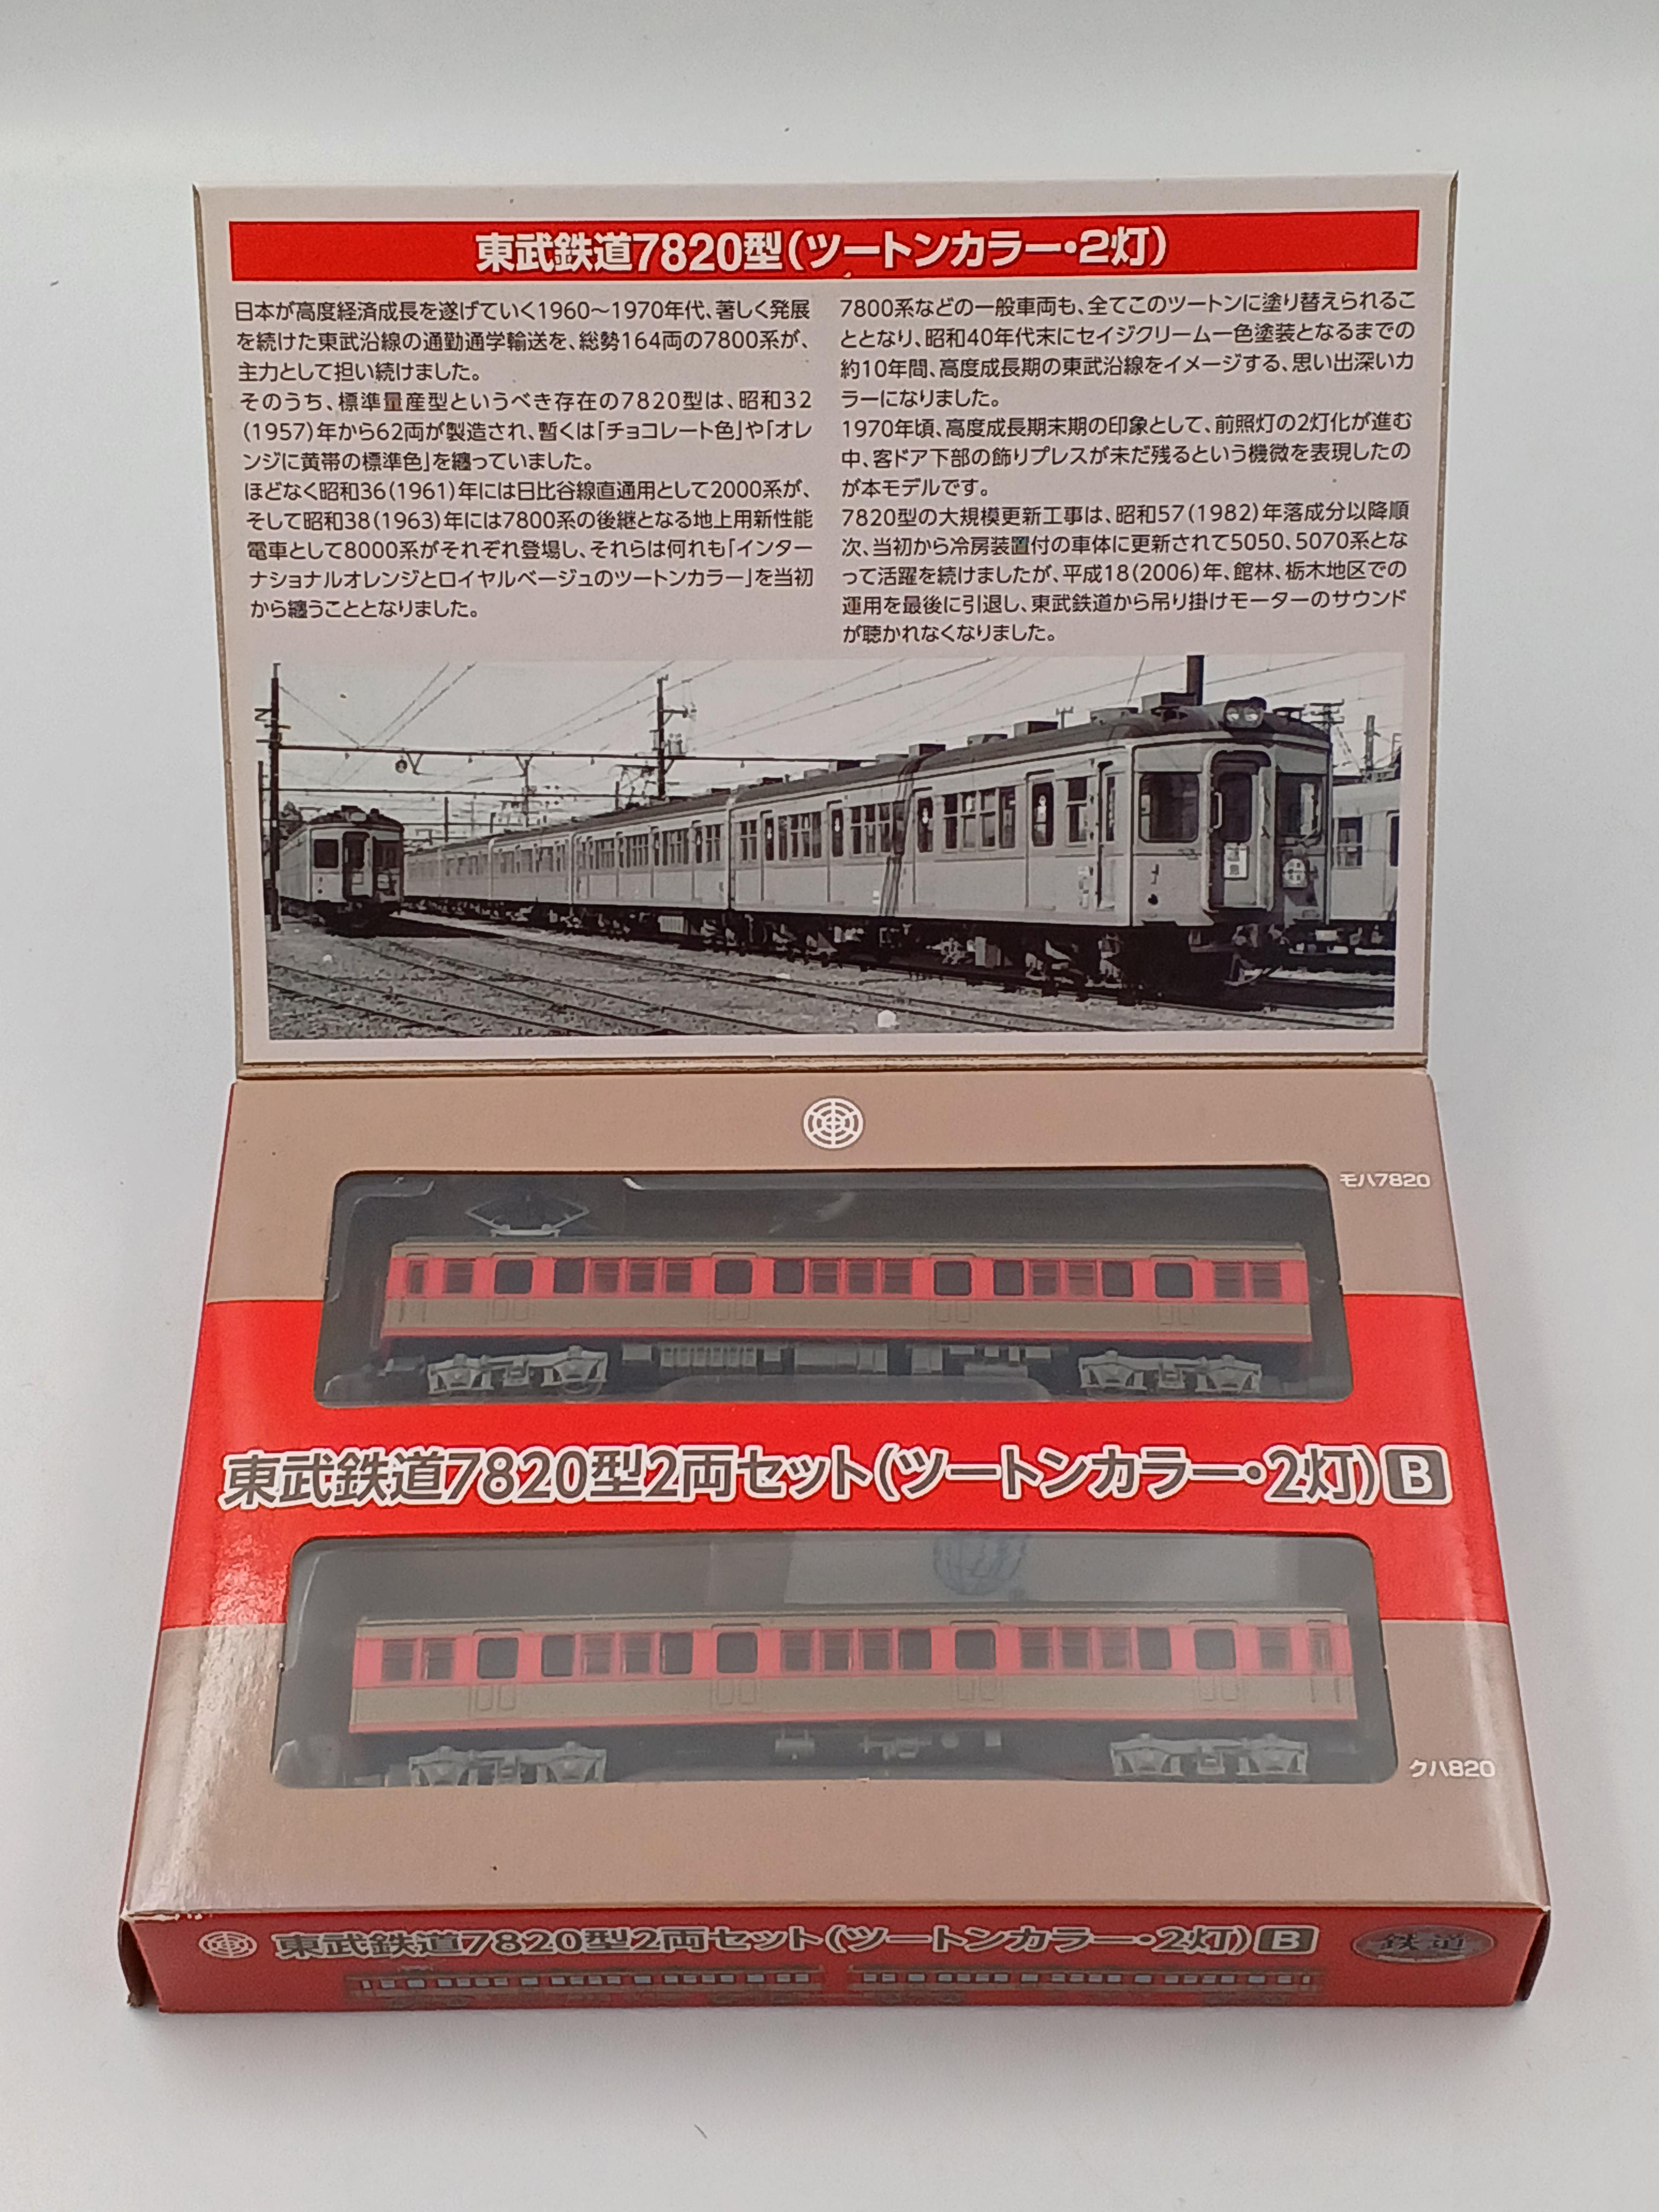 東武鉄道7820型(ツートンカラー・2灯)
日本が高度経済成長を遂げていく1960〜1970年代、著しく発展
を続けた東武沿線の通勤通学輸送を、総勢164両の7800系が、
主力として担い続けました。
そのうち、標準量産型というべき存在の7820型は、昭和32
(1957)年から62両が製造され、暫くは「チョコレート色」や「オレ
ンジに黄帯の標準色」を纏っていました。
ほどなく昭和36(1961)年には日比谷線直通用として2000系が、
そして昭和38(1963)年には7800系の後継となる地上用新性能
電車として8000系がそれぞれ登場し、それらは何れも「インター
ナショナルオレンジとロイヤルベージュのツートンカラー」を当初
から纏うこととなりました。
7800系などの一般車両も、全てこのツートンに塗り替えられるこ
ととなり、昭和40年代末にセイジクリーム一色塗装となるまでの
約10年間、高度成長期の東武沿線をイメージする、思い出深いカ
ラーになりました。
1970年頃、高度成長期末期の印象として、前照灯の2灯化が進む
中、客ドア下部の飾りプレスが未だ残るという機微を表現したの
が本モデルです。
7820型の大規模更新工事は、昭和57(1982)年落成分以降順
次、当初から冷房装置付の車体に更新されて5050、5070系とな
って活躍を続けましたが、平成18(2006)年、館林、栃木地区での
運用を最後に引退し、東武鉄道から吊り掛けモーターのサウンド
が聴かれなくなりました。
モハ7820
東武鉄道7820型2両セット(ツートンカラー・2灯)B
クハ820
東武鉄道7820型2両セット(ツートンカラー・2灯)B
鉄道